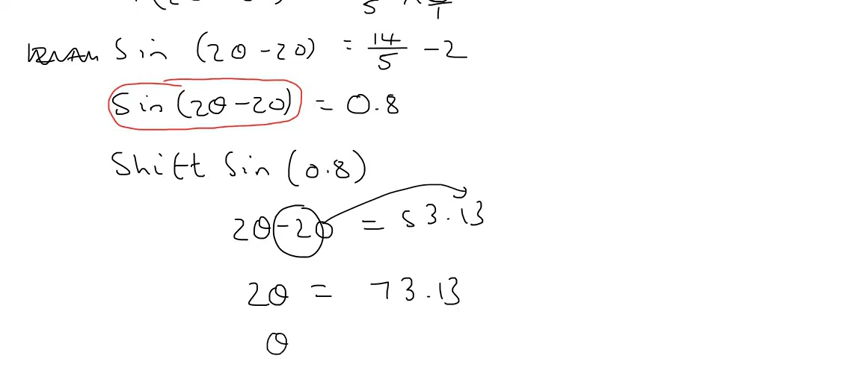 Sin (2θ - 20) = 14/5 - 2
Sin (2θ - 20) = 0.8
Shift Sin (0.8)
2θ - 20 = 53.13
2θ = 73.13
θ